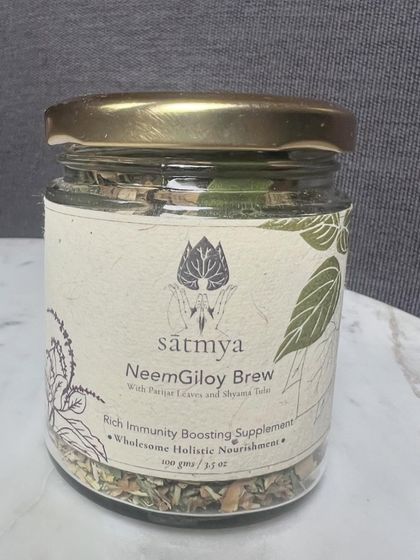 sātmya
NeemGiloy Brew
With Parijat Leaves and Shyama Tulsi
Rich Immunity Boosting Supplement
• Wholesome Holistic Nourishment •
100 gms / 3.5 oz